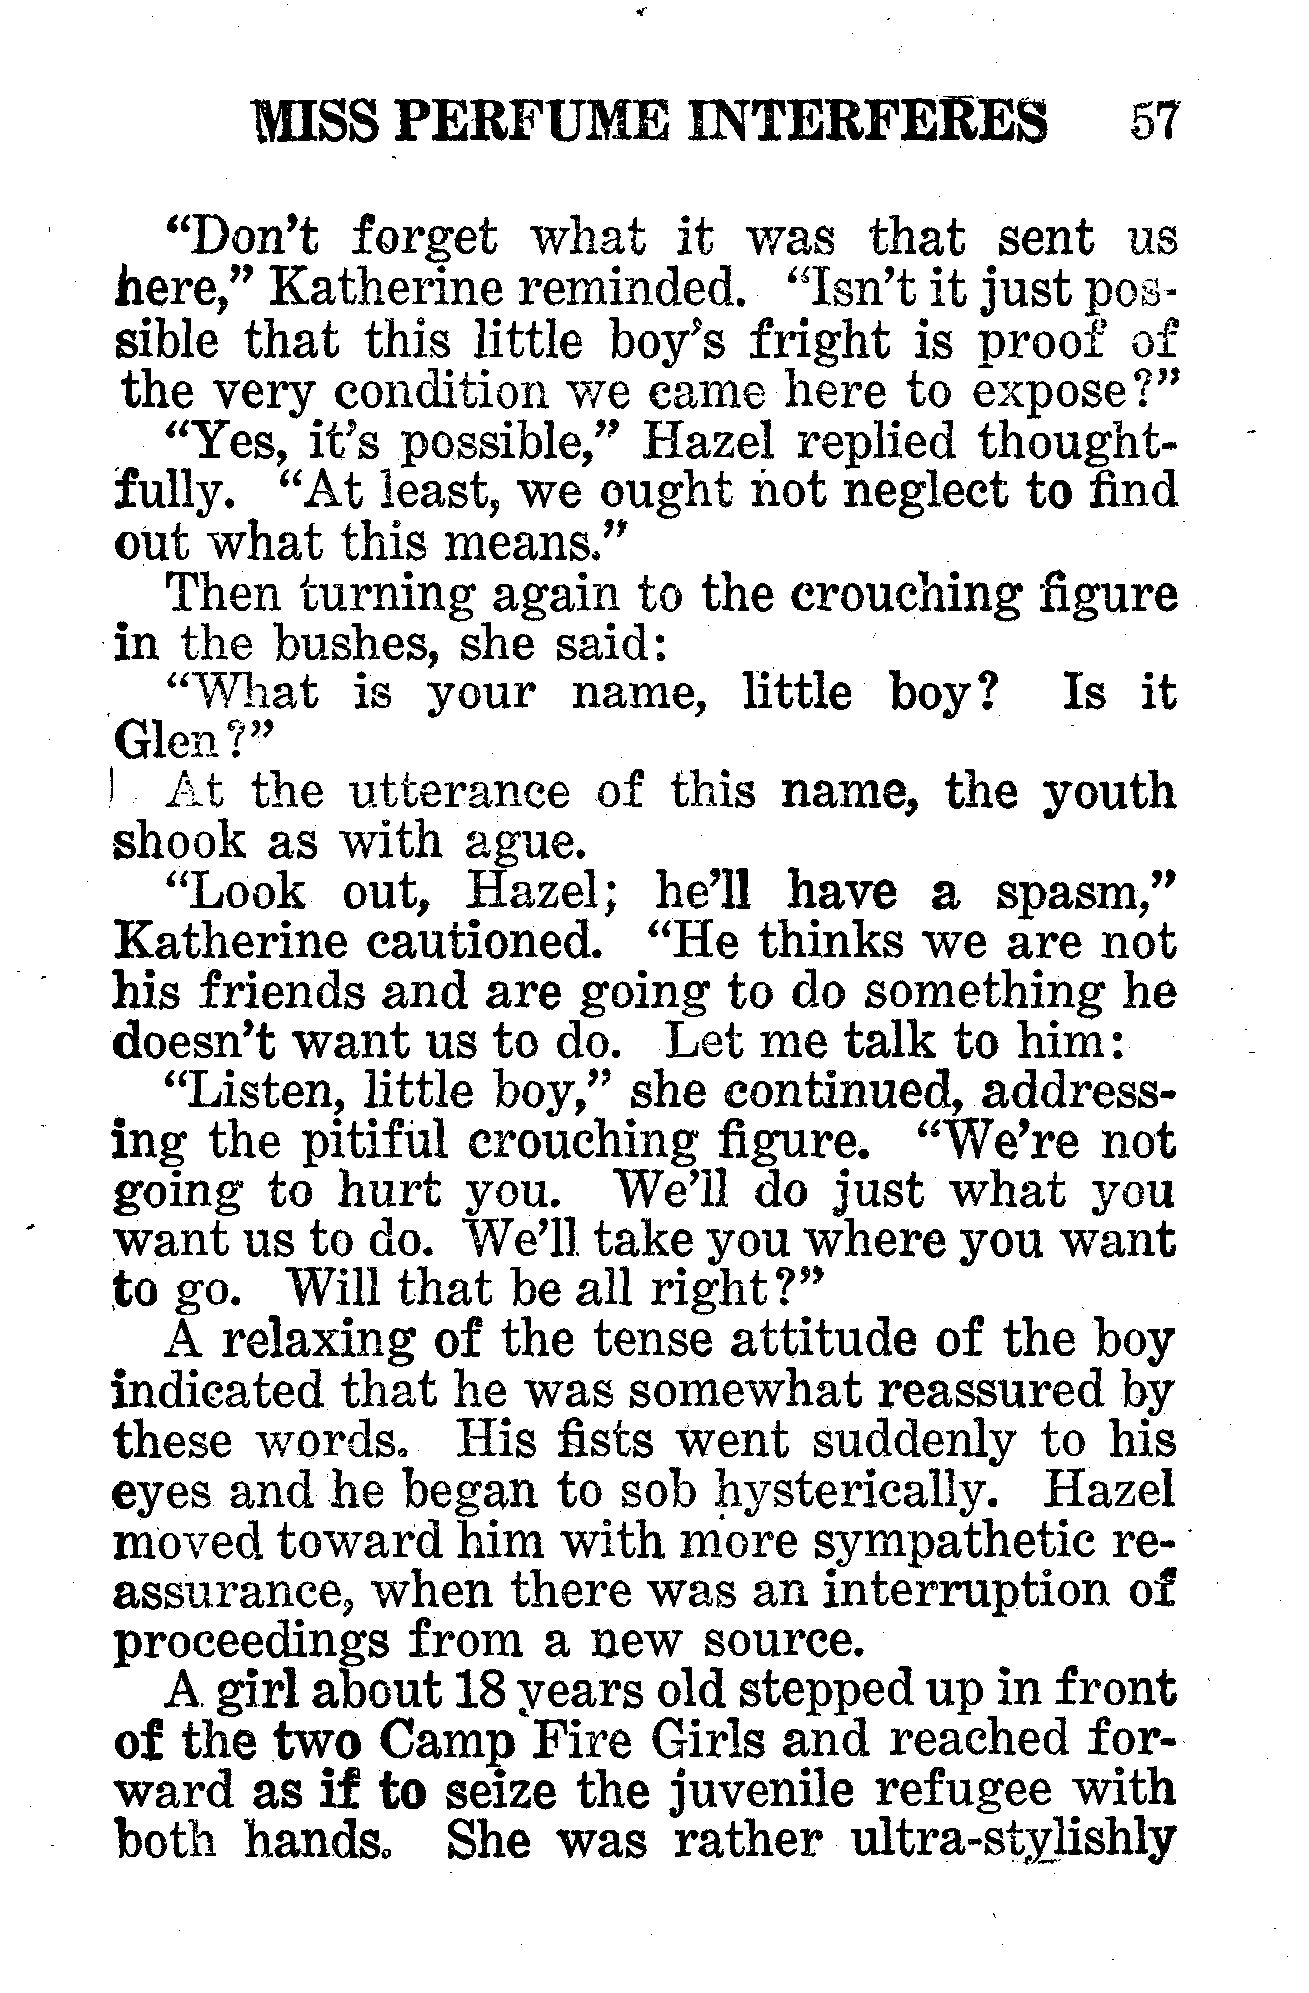 MISS PERFUME INTERFERES 57
“Don’t forget what it was that sent us
here,” Katherine reminded. “Isn’t it just pos-
sible that this little boy’s fright is proof of
the very condition we came here to expose?”
“Yes, it’s possible,” Hazel replied thought-
fully. “At least, we ought not neglect to find
out what this means.”
Then turning again to the crouching figure
in the bushes, she said:
“What is your name, little boy? Is it
Glen?”
At the utterance of this name, the youth
shook as with ague.
“Look out, Hazel; he’ll have a spasm,”
Katherine cautioned. “He thinks we are not
his friends and are going to do something he
doesn’t want us to do. Let me talk to him:
“Listen, little boy,” she continued, address-
ing the pitiful crouching figure. “We’re not
going to hurt you. We’ll do just what you
want us to do. We’ll take you where you want
to go. Will that be all right?”
A relaxing of the tense attitude of the boy
indicated that he was somewhat reassured by
these words. His fists went suddenly to his
eyes and he began to sob hysterically. Hazel
moved toward him with more sympathetic re-
assurance, when there was an interruption of
proceedings from a new source.
A girl about 18 years old stepped up in front
of the two Camp Fire Girls and reached for-
ward as if to seize the juvenile refugee with
both hands. She was rather ultra-stylishly